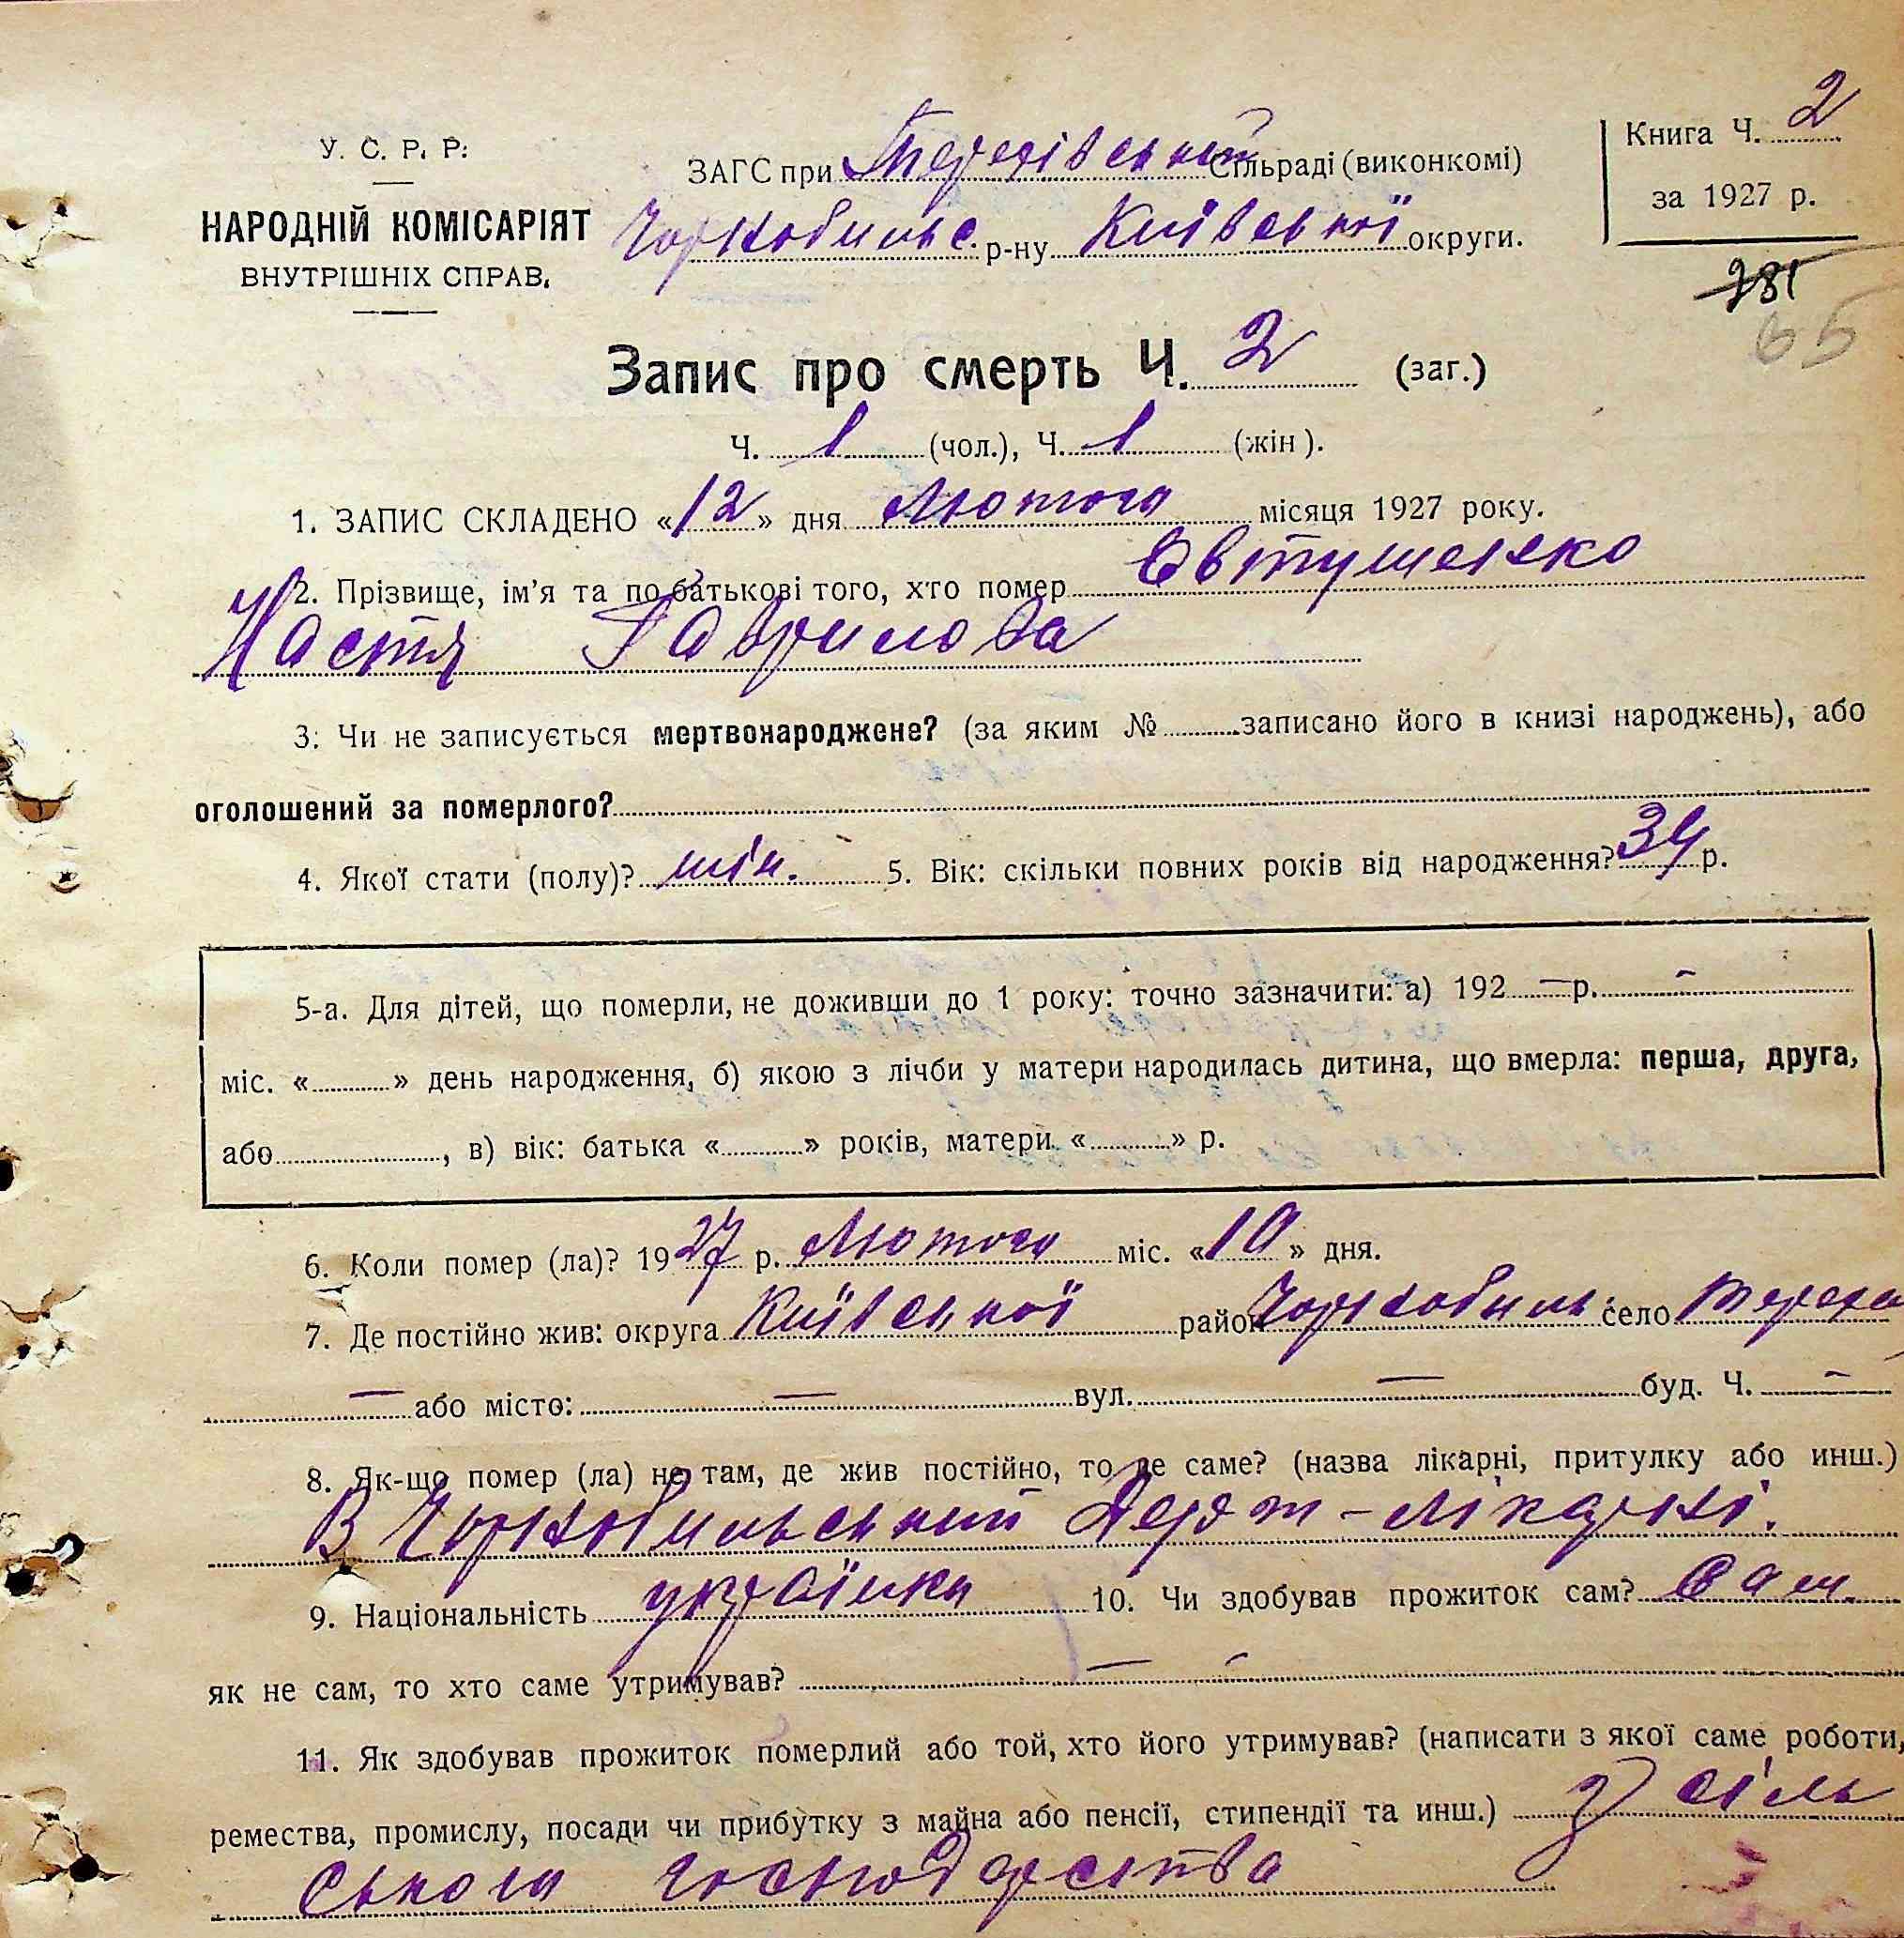 У. С. Р. Р.
НАРОДНІЙ КОМІСАРІЯТ
ВНУТРІШНІХ СПРАВ.
ЗАГС при Терехівський Сільраді (виконкомі)
Чорнобильс. р-ну Київської округи.
Книга Ч. 2
за 1927 р.
65
Запис про смерть Ч. 2 (заг.)
Ч. 1 (чол.), Ч. 1 (жін).
1. ЗАПИС СКЛАДЕНО «12» дня Лютого місяця 1927 року.
2. Прізвище, ім'я та по батькові того, хто помер Євтушенко
Настя Гаврилова
3. Чи не записується мертвонароджене? (за яким № записано його в книзі народжень), або
оголошений за померлого?
4. Якої стати (полу)? жін. 5. Вік: скільки повних років від народження? 34 р.
5-а. Для дітей, що померли, не доживши до 1 року: точно зазначити: а) 192 — р. —
міс. « » день народження, б) якою з лічби у матери народилась дитина, що вмерла: перша, друга,
або , в) вік: батька « » років, матери « » р.
6. Коли помер (ла)? 1927 р. Лютого міс. «10» дня.
7. Де постійно жив: округа Київської район Чорнобиль. село
— або місто: — вул. — буд. Ч. —
8. Як-що помер (ла) не там, де жив постійно, то де саме? (назва лікарні, притулку або инш.)
В Чорнобильський Держ-лікарні.
9. Національність українка 10. Чи здобував прожиток сам? Сам.
як не сам, то хто саме утримував? — —
11. Як здобував прожиток померлий або той, хто його утримував? (написати з якої саме роботи,
ремества, промислу, посади чи прибутку з майна або пенсії, стипендії та инш.) З сіль
ського господарства